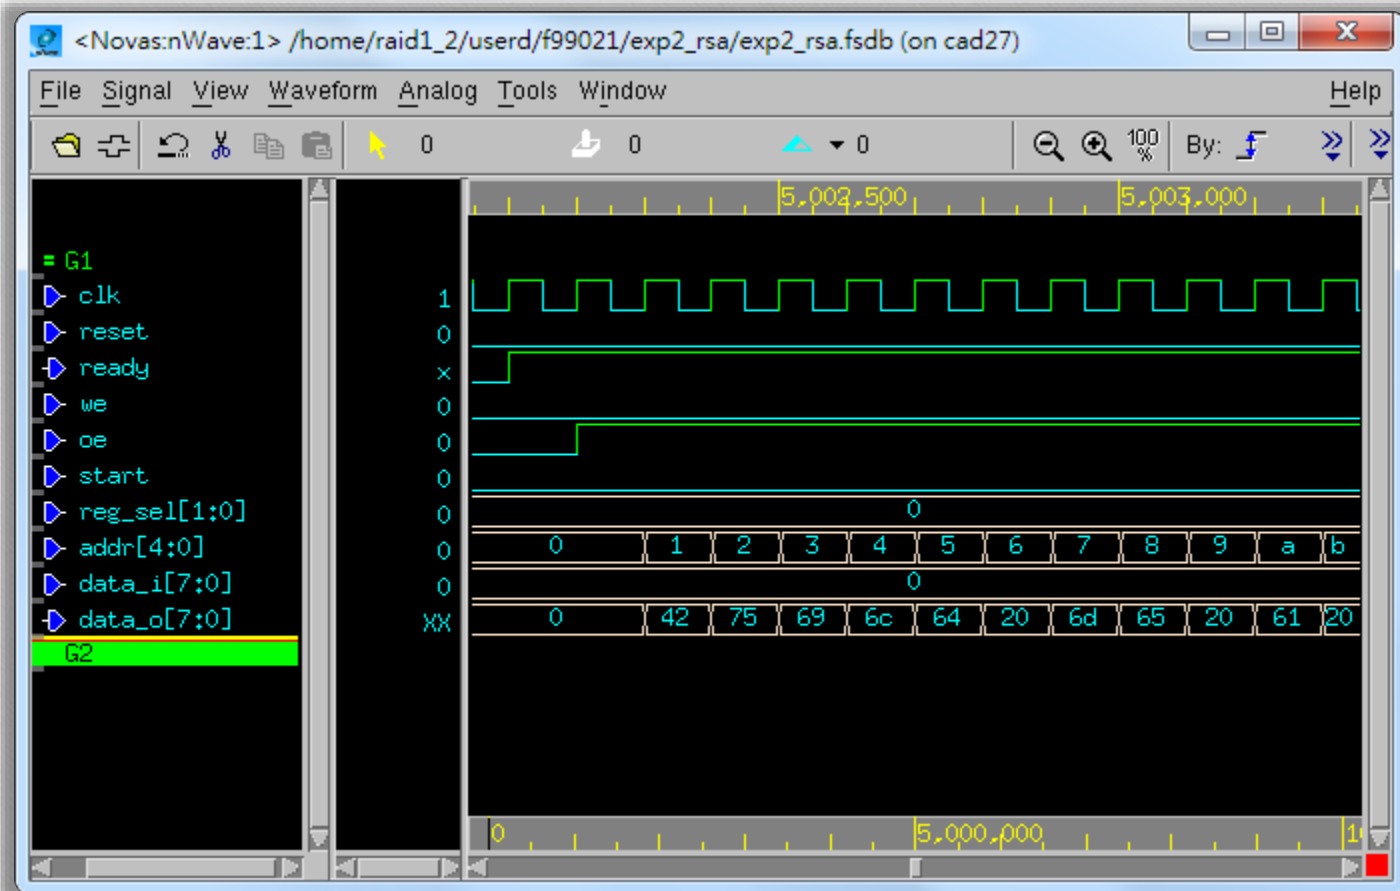 <Novas:nWave:1> /home/raid1_2/userd/f99021/exp2_rsa/exp2_rsa.fsdb (on cad27)
File Signal View Waveform Analog Tools Window Help
0 0 0 100 % By:
5,002,500 5,003,000
= G1
clk 1
reset 0
ready x
we 0
oe 0
start 0
reg_sel[1:0] 0 0
addr[4:0] 0 0 1 2 3 4 5 6 7 8 9 a b
data_i[7:0] 0 0
data_o[7:0] XX 0 42 75 69 6c 64 20 6d 65 20 61 20
G2
0 5,000,000